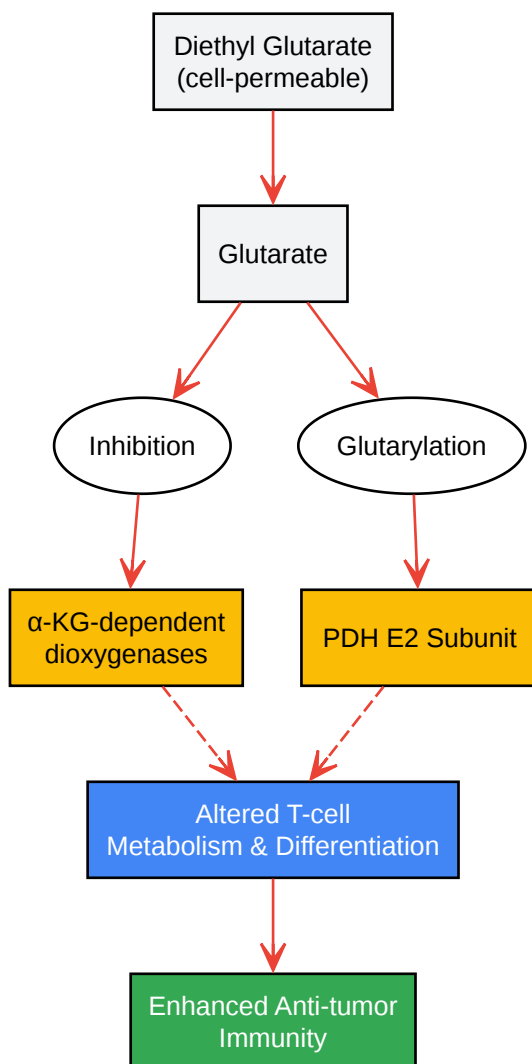 Diethyl Glutarate
(cell-permeable)
Glutarate
Inhibition
Glutarylation
α-KG-dependent
dioxygenases
PDH E2 Subunit
Altered T-cell
Metabolism & Differentiation
Enhanced Anti-tumor
Immunity